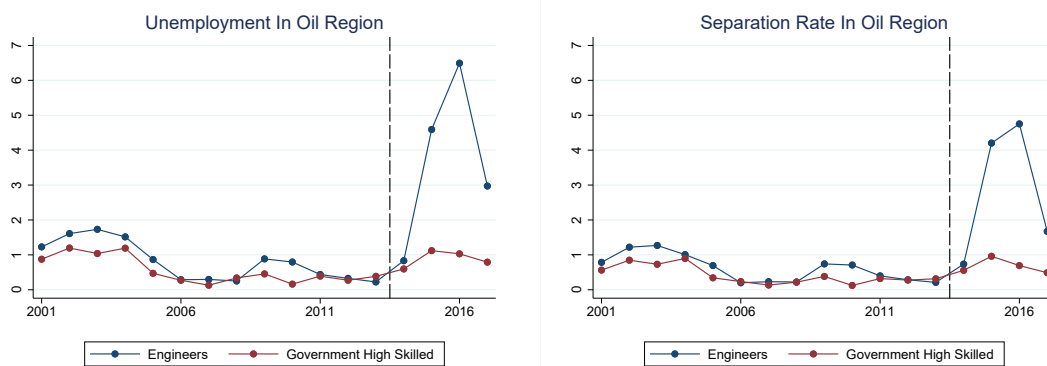 Unemployment In Oil Region
7
6
5
4
3
2
1
0
2001 2006 2011 2016
Engineers Government High Skilled
Separation Rate In Oil Region
7
6
5
4
3
2
1
0
2001 2006 2011 2016
Engineers Government High Skilled